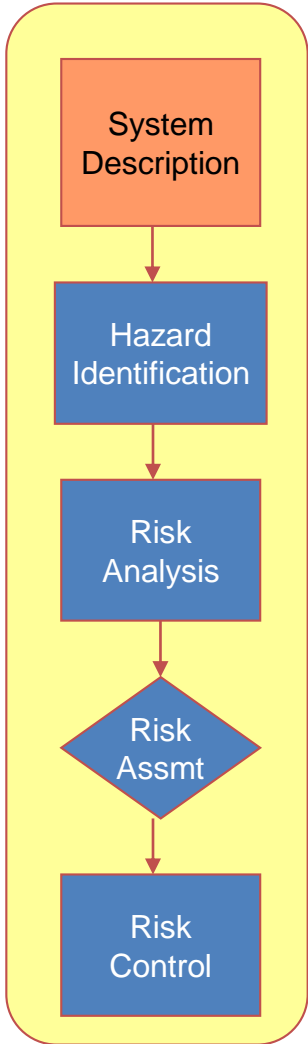 System
Description
Hazard
Identification
Risk
Analysis
Risk
Assmt
Risk
Control